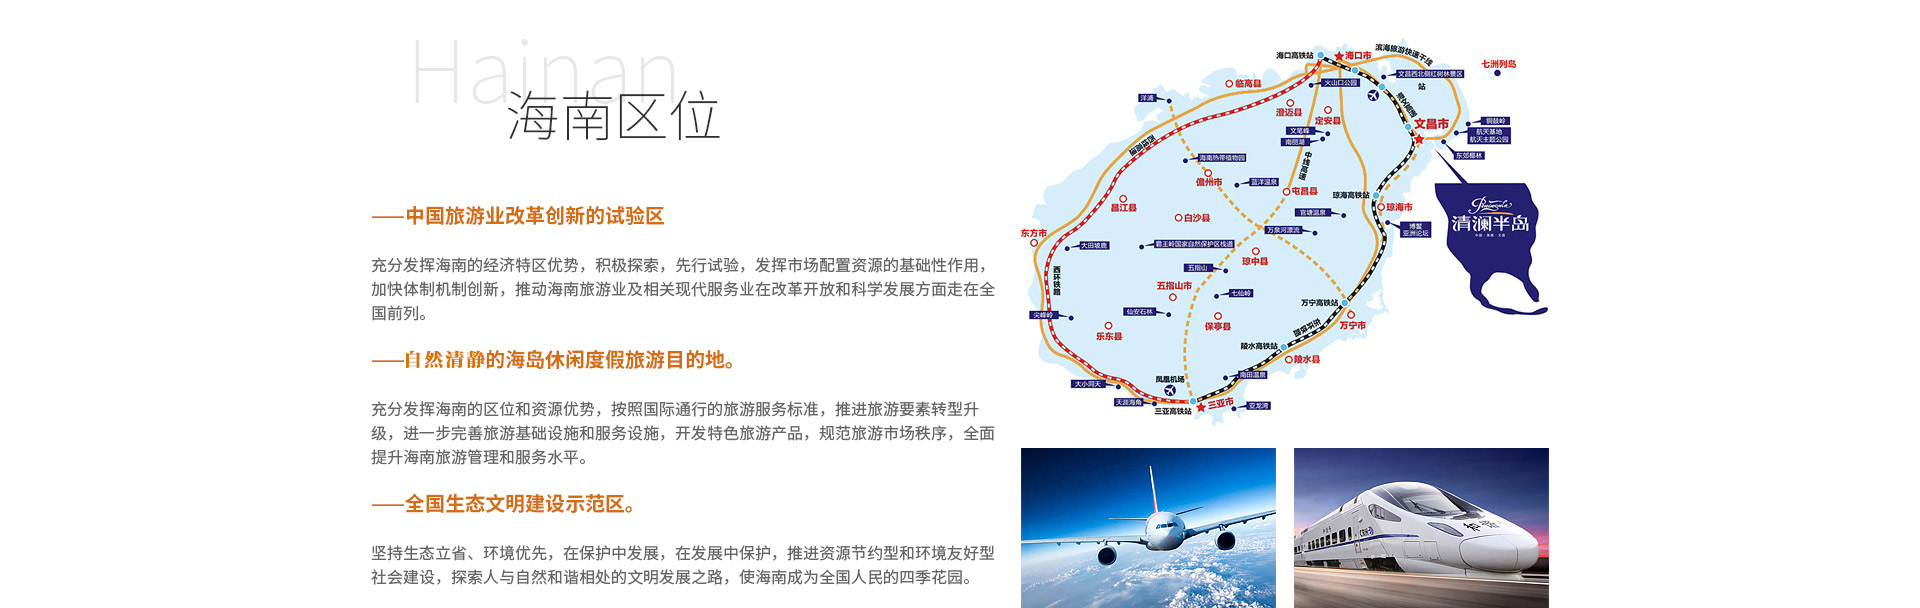 Hainan
海南区位
——中国旅游业改革创新的试验区
充分发挥海南的经济特区优势，积极探索，先行试验，发挥市场配置资源的基础性作用，
加快体制机制创新，推动海南旅游业及相关现代服务业在改革开放和科学发展方面走在全
国前列。
——自然清静的海岛休闲度假旅游目的地。
充分发挥海南的区位和资源优势，按照国际通行的旅游服务标准，推进旅游要素转型升
级，进一步完善旅游基础设施和服务设施，开发特色旅游产品，规范旅游市场秩序，全面
提升海南旅游管理和服务水平。
——全国生态文明建设示范区。
坚持生态立省、环境优先，在保护中发展，在发展中保护，推进资源节约型和环境友好型
社会建设，探索人与自然和谐相处的文明发展之路，使海南成为全国人民的四季花园。
海口高铁站
海口市
滨海旅游快速干线
七洲列岛
文昌西北侧红树林景区
站
火山口公园
临高县
洋浦
澄迈县
定安县
文昌市
铜鼓岭
航天基地
航天主题公园
东郊椰林
文笔峰
南丽湖
中线高速
海南热带植物园
儋州市
蓝洋温泉
屯昌县
琼海高铁站
琼海市
昌江县
白沙县
官塘温泉
万泉河漂流
博鳌
亚洲论坛
清澜半岛
东方市
大田坡鹿
霸王岭国家自然保护区栈道
琼中县
五指山
西环铁路
五指山市
七仙岭
万宁高铁站
万宁市
尖峰岭
仙安石林
保亭县
乐东县
陵水高铁站
陵水县
南田温泉
凤凰机场
大小洞天
天涯海角
三亚高铁站
三亚市
亚龙湾
CRH